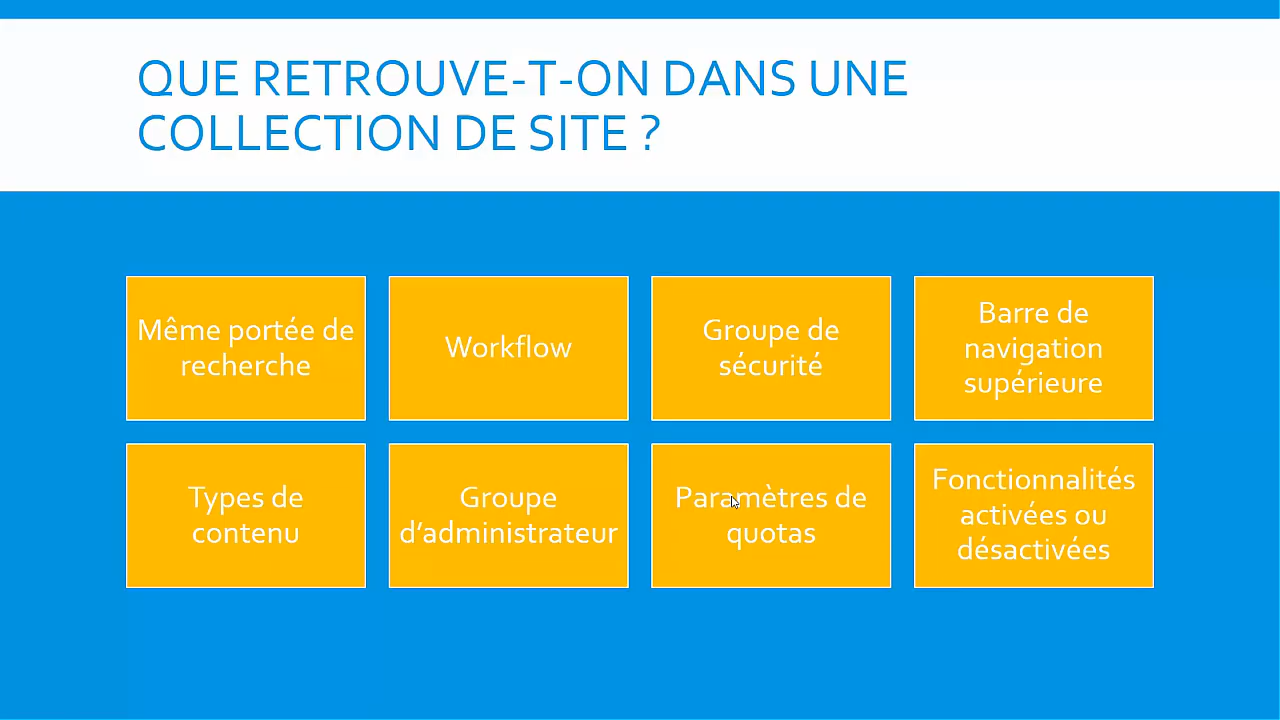 QUE RETROUVE-T-ON DANS UNE
COLLECTION DE SITE ?
Même portée de
recherche
Workflow
Groupe de
sécurité
Barre de
navigation
supérieure
Types de
contenu
Groupe
d’administrateur
Paramètres de
quotas
Fonctionnalités
activées ou
désactivées